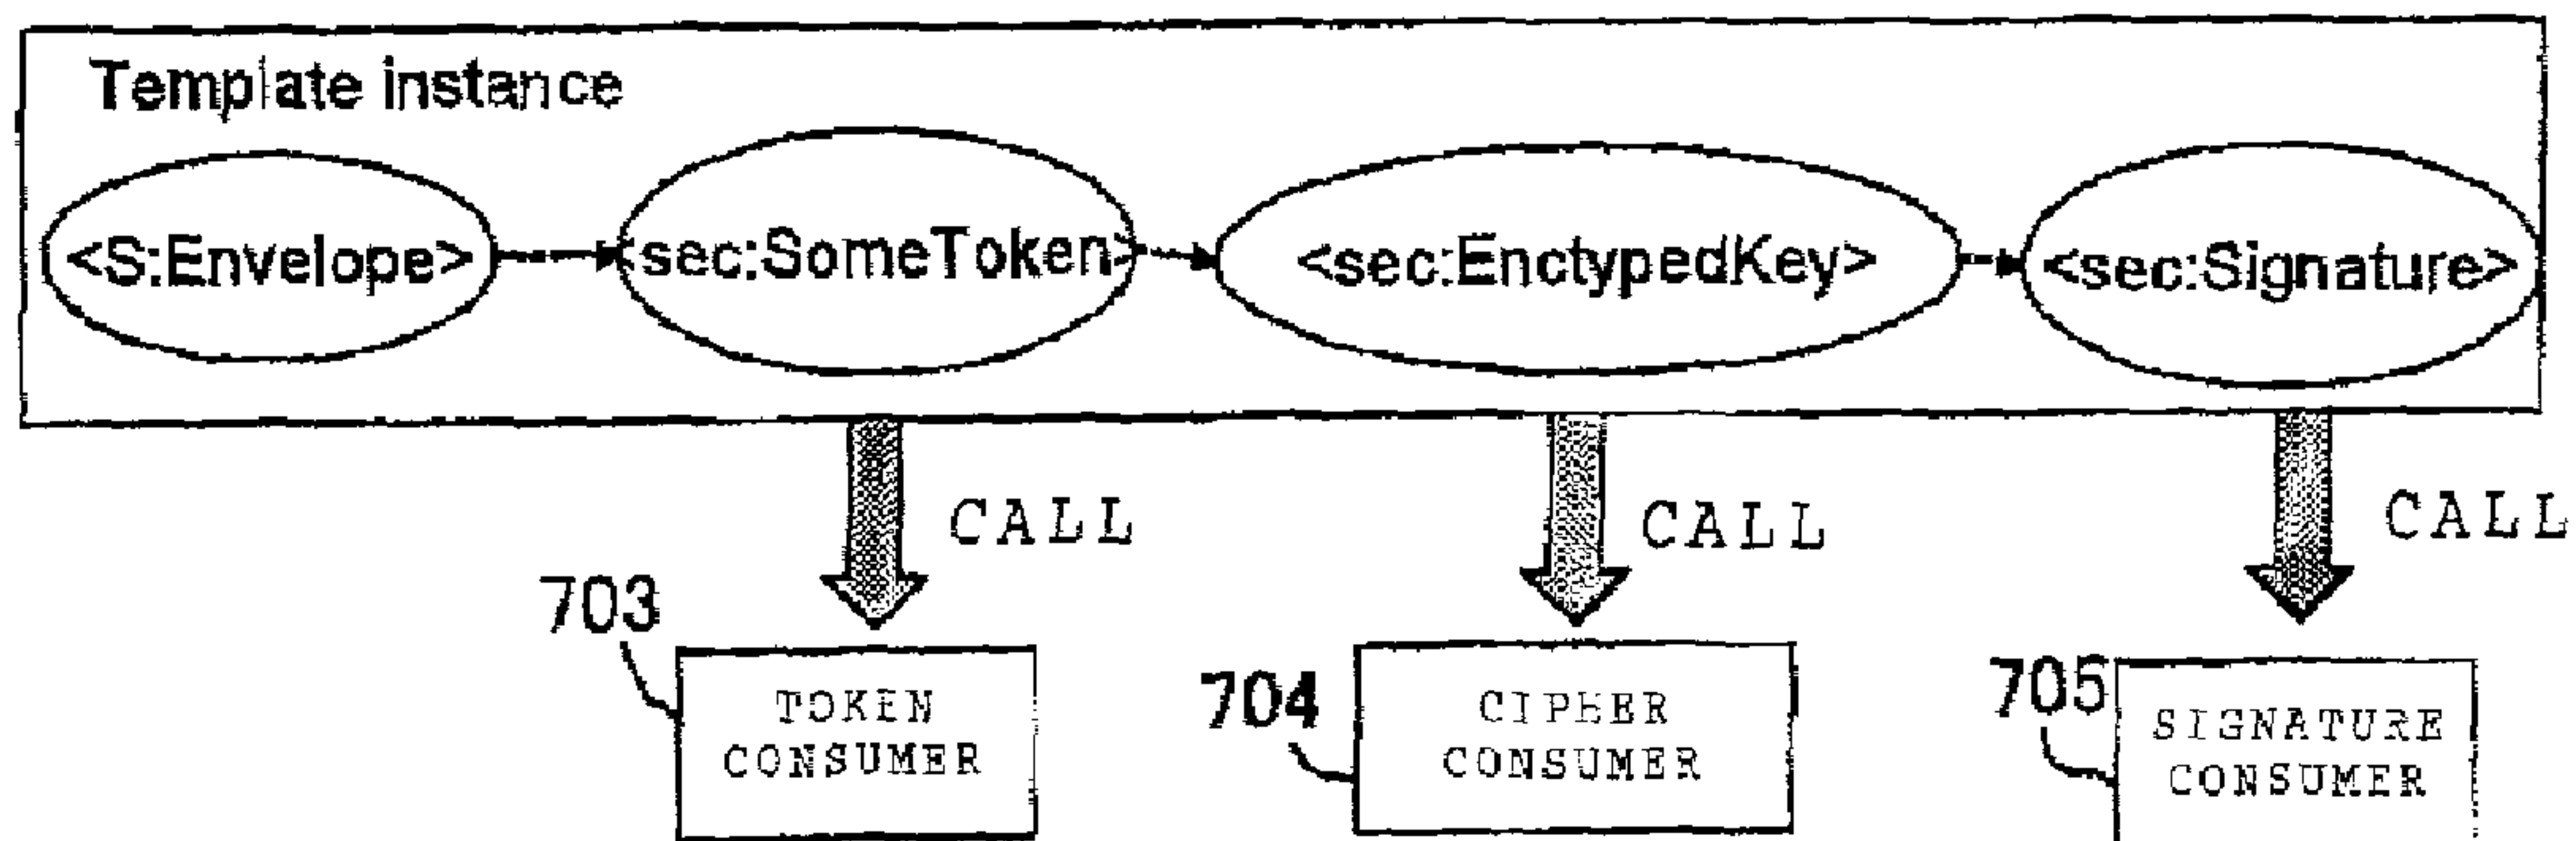 Template instance
<S:Envelope>
<sec:SomeToken>
<sec:EnctypedKey>
<sec:Signature>
CALL
CALL
CALL
703
TOKEN
CONSUMER
704
CIPHER
CONSUMER
705
SIGNATURE
CONSUMER